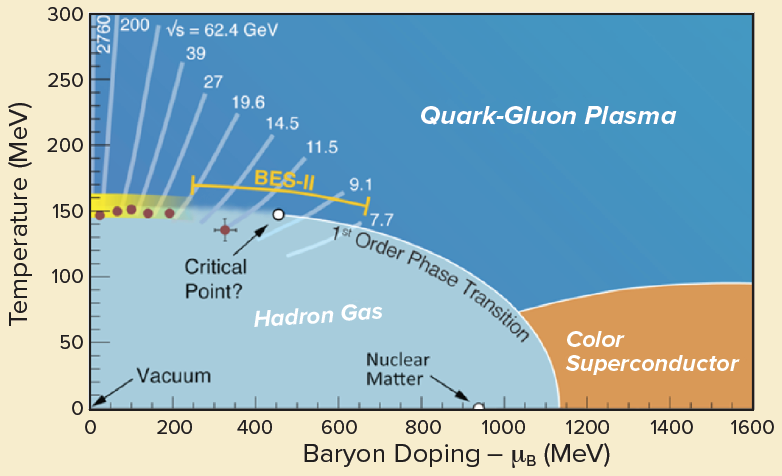 300
250
200
150
100
50
0
Temperature (MeV)
2760
200
√s = 62.4 GeV
39
27
19.6
14.5
11.5
9.1
7.7
BES-II
Quark-Gluon Plasma
1st Order Phase Transition
Critical
Point?
Hadron Gas
Color
Superconductor
Vacuum
Nuclear
Matter
0 200 400 600 800 1000 1200 1400 1600
Baryon Doping – μB (MeV)